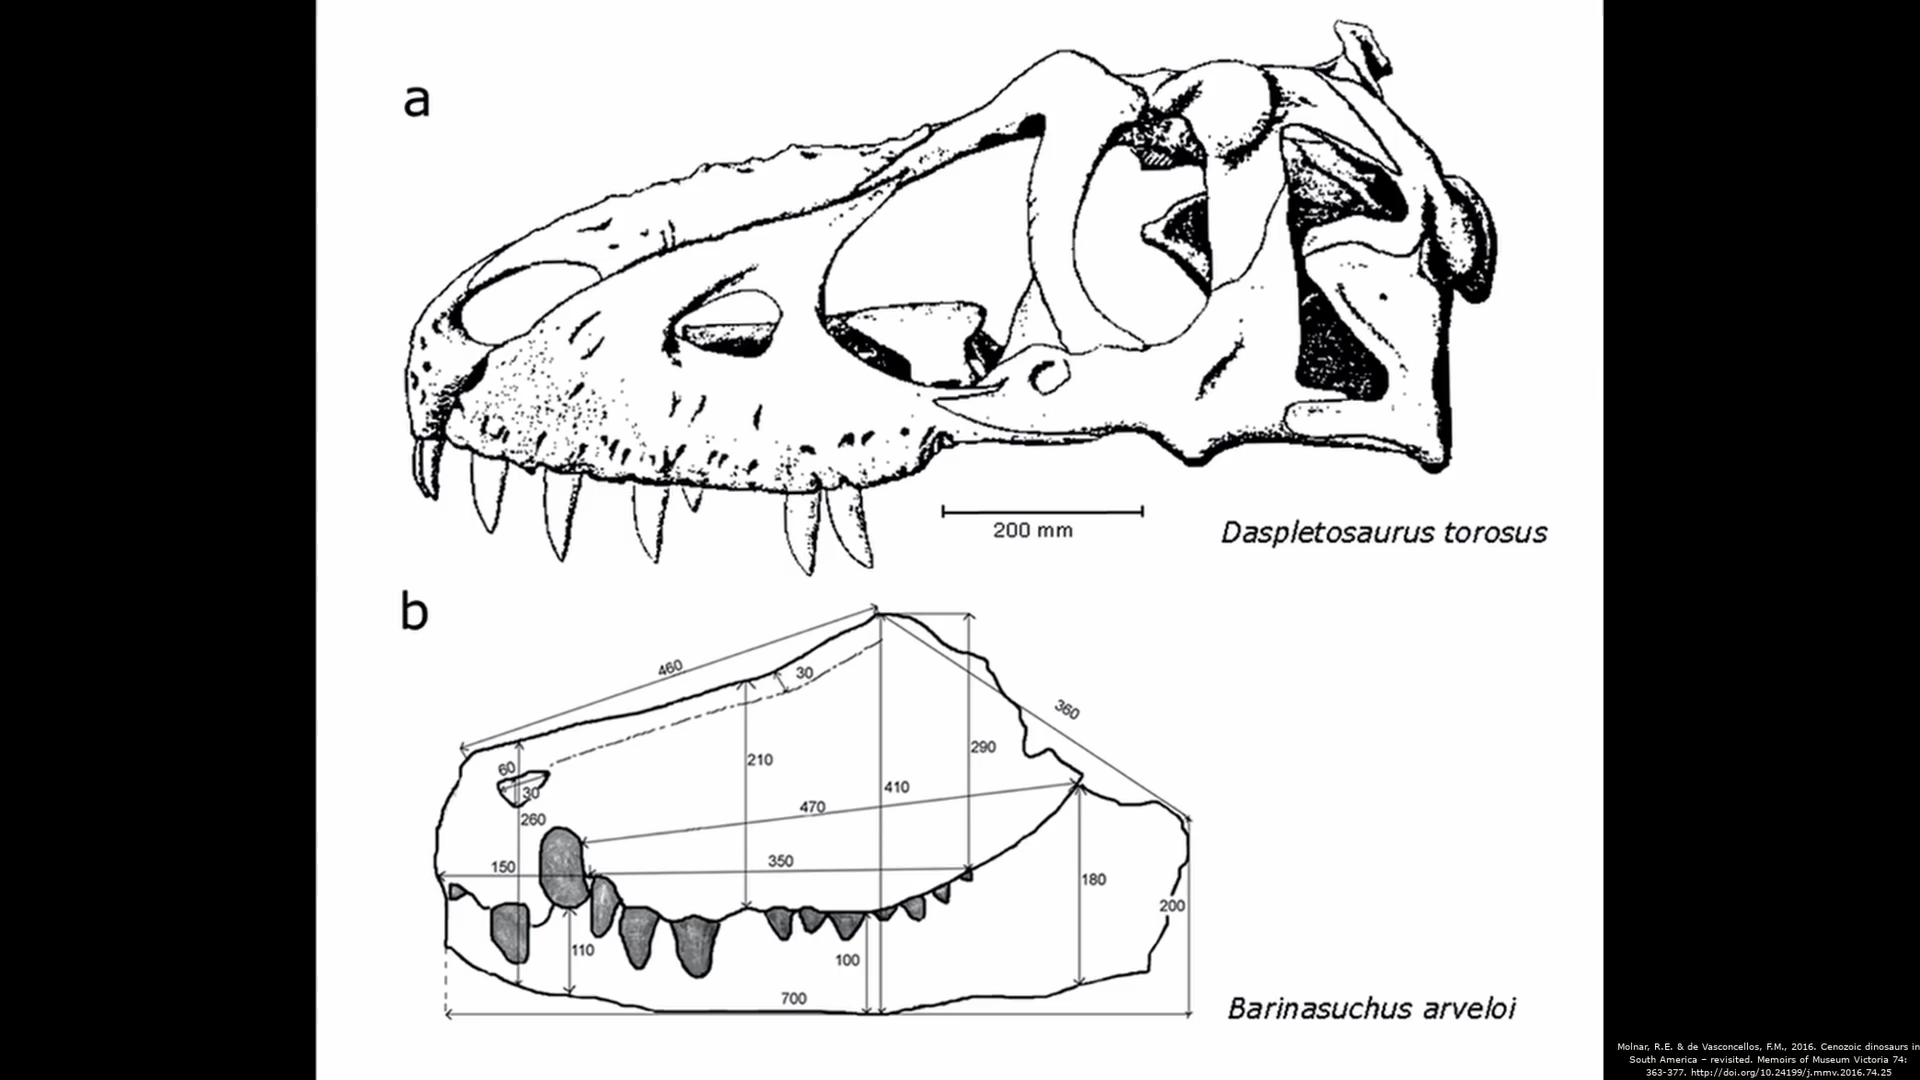 a
200 mm
Daspletosaurus torosus
b
460
30
360
60
30
210
290
410
470
260
350
150
180
200
110
100
700
Barinasuchus arveloi
Molnar, R.E. & de Vasconcellos, F.M., 2016. Cenozoic dinosaurs in
South America – revisited. Memoirs of Museum Victoria 74:
363-377. http://doi.org/10.24199/j.mmv.2016.74.25